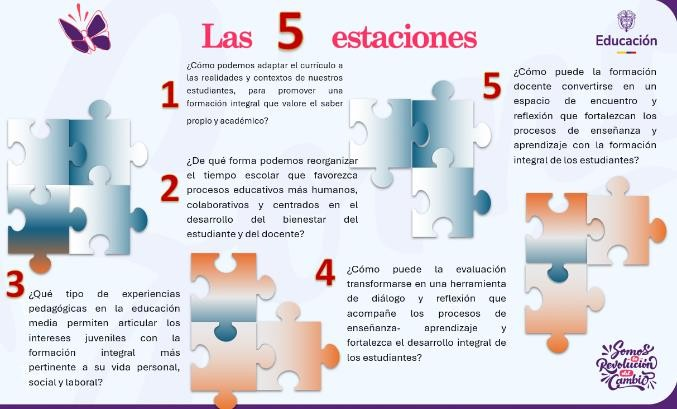 Las 5 estaciones
Educación
1
¿Cómo podemos adaptar el currículo a
las realidades y contextos de nuestros
estudiantes, para promover una
formación integral que valore el saber
propio y académico?
2
¿De qué forma podemos reorganizar
el tiempo escolar que favorezca
procesos educativos más humanos,
colaborativos y centrados en el
desarrollo del bienestar del
estudiante y del docente?
3
¿Qué tipo de experiencias
pedagógicas en la educación
media permiten articular los
intereses juveniles con la
formación integral más
pertinente a su vida personal,
social y laboral?
4
¿Cómo puede la evaluación
transformarse en una herramienta
de diálogo y reflexión que
acompañe los procesos de
enseñanza- aprendizaje y
fortalezca el desarrollo integral de
los estudiantes?
5
¿Cómo puede la formación
docente convertirse en un
espacio de encuentro y
reflexión que fortalezcan los
procesos de enseñanza y
aprendizaje con la formación
integral de los estudiantes?
Somos
la
Revolución
del
Cambio